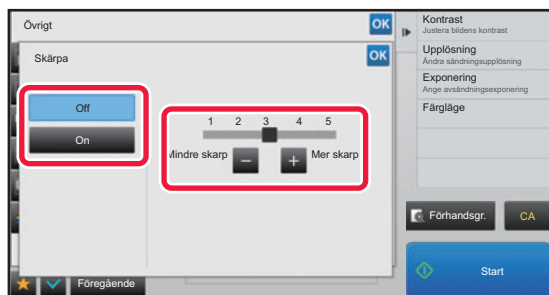 Övrigt
OK
Skärpa
OK
Off
On
1 2 3 4 5
Mindre skarp
Mer skarp
Föregående
Kontrast
Justera bildens kontrast
Upplösning
Ändra sändningsupplösning
Exponering
Ange avsändningsexponering
Färgläge
Förhandsgr.
CA
Start